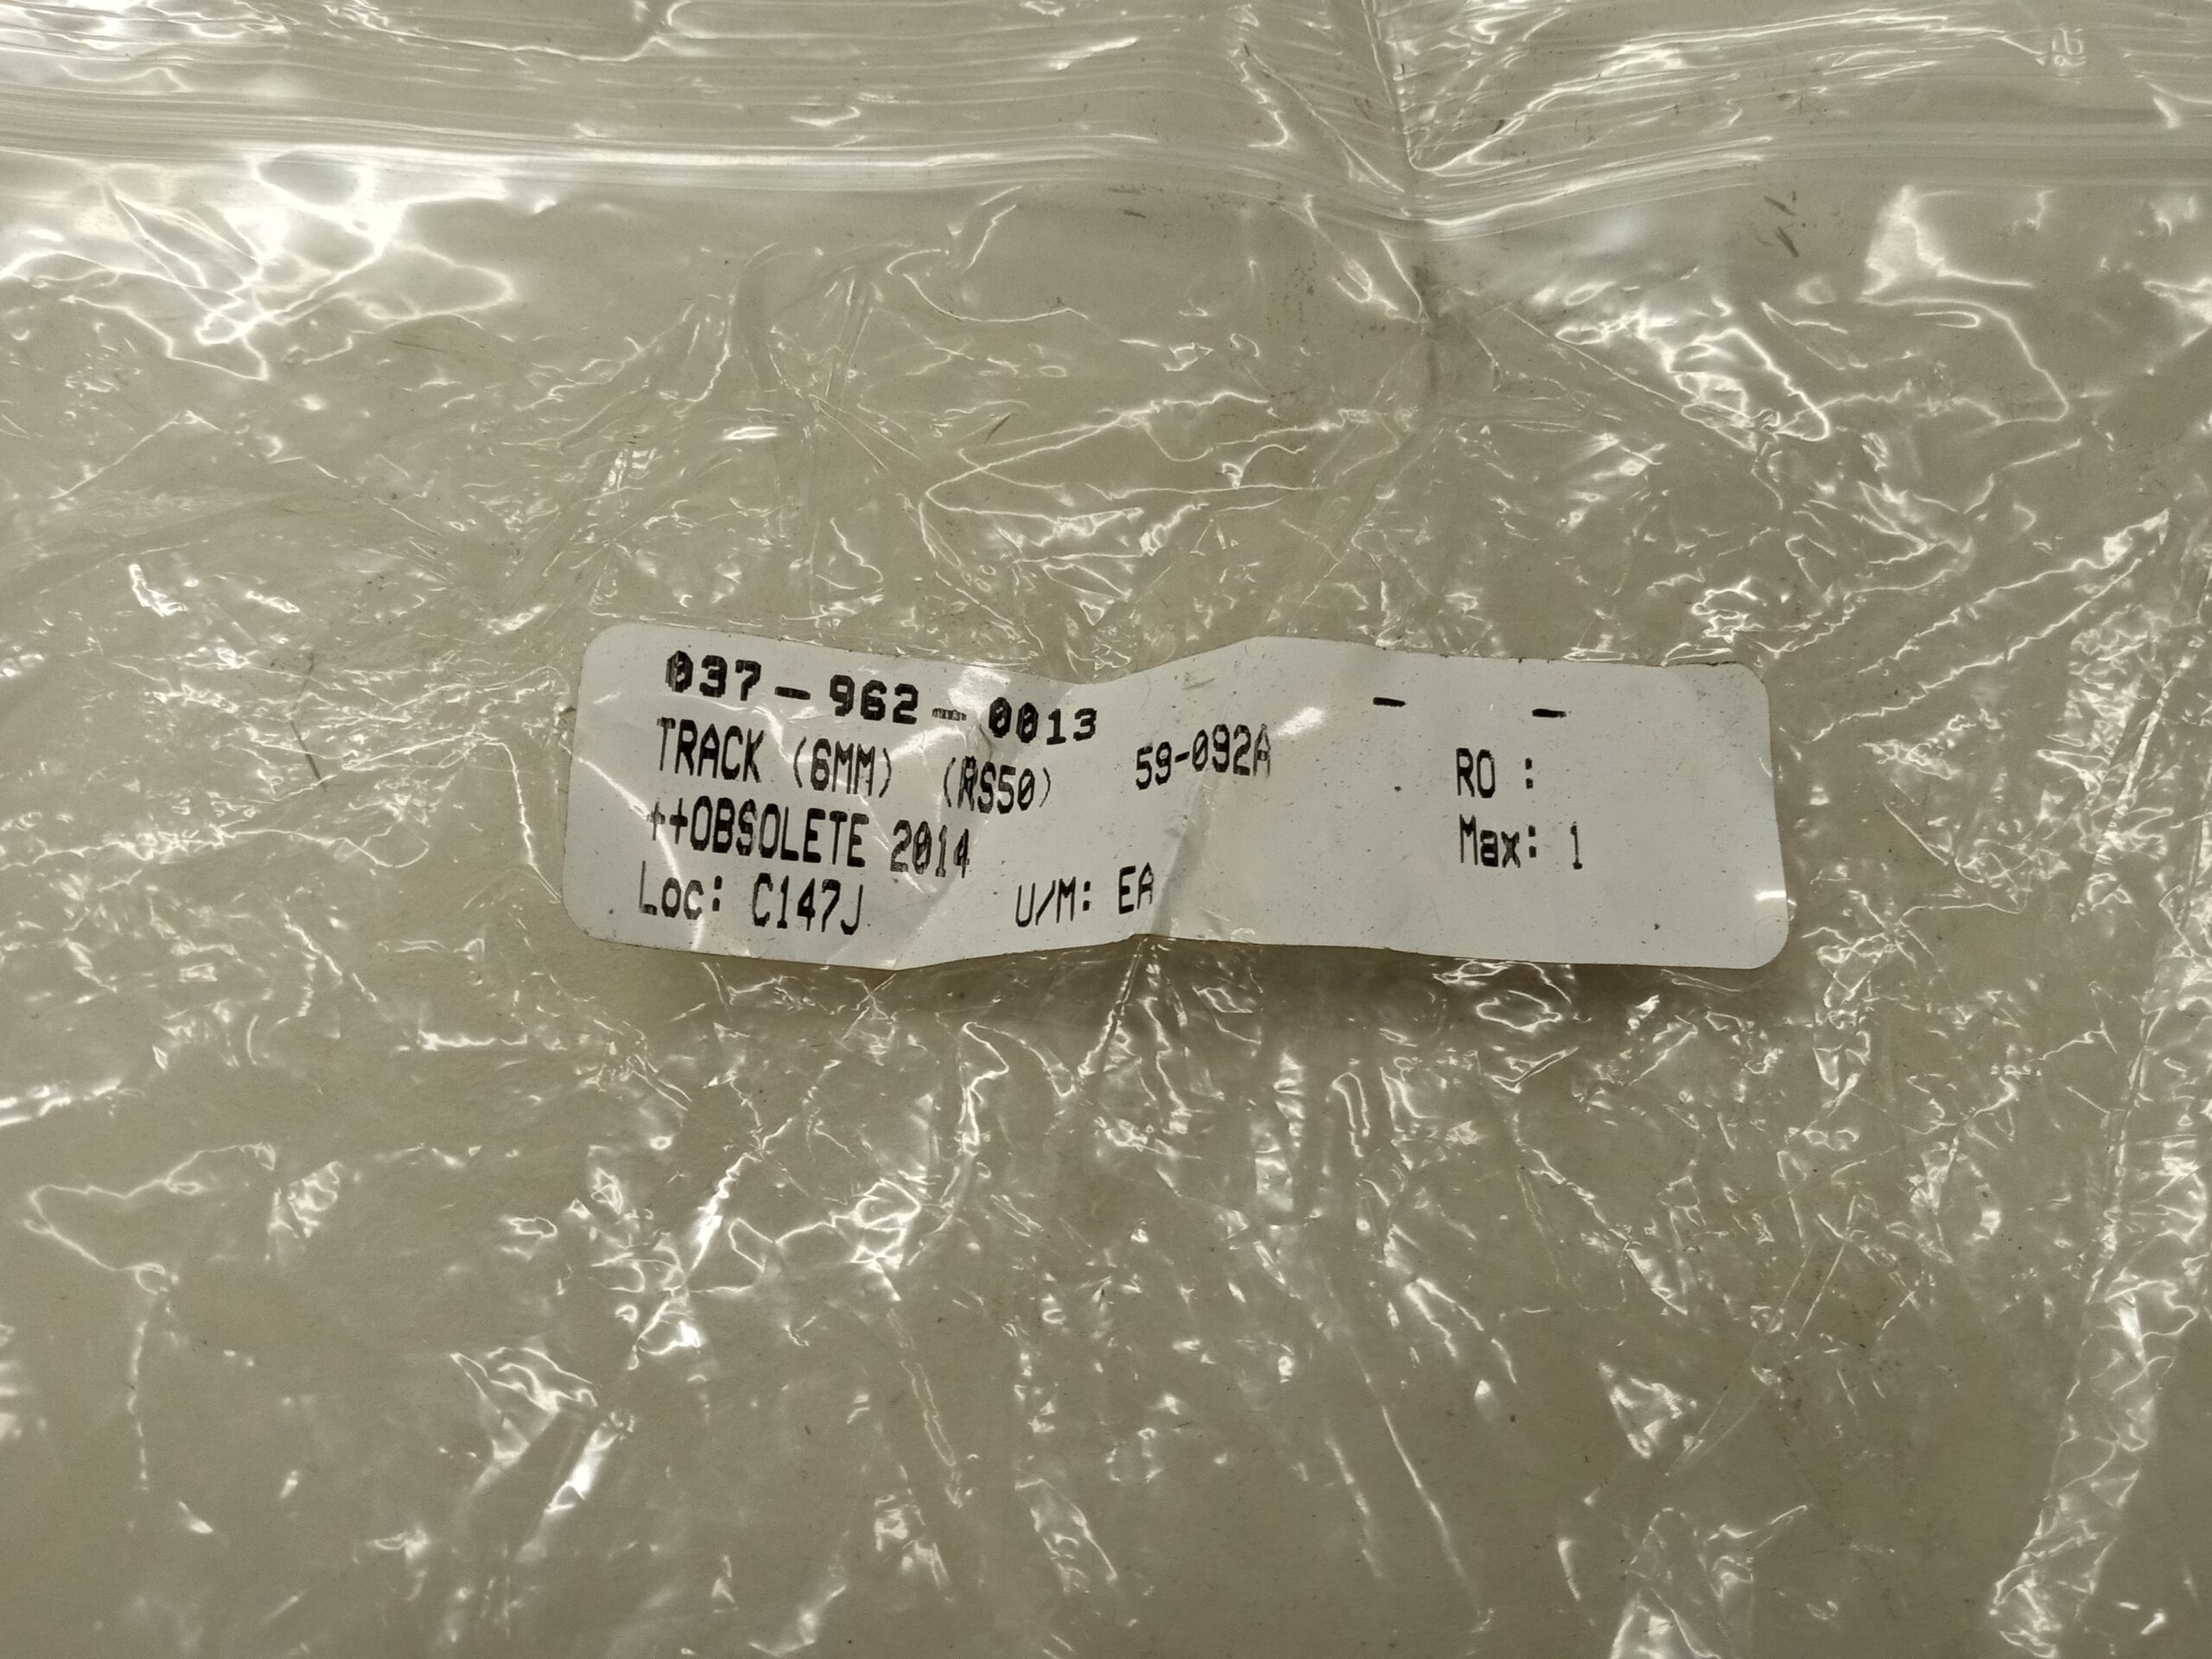 037-962-0013 - -
TRACK (6MM) (RS50) 59-092A RO :
++OBSOLETE 2014 Max: 1
Loc: C147J U/M: EA